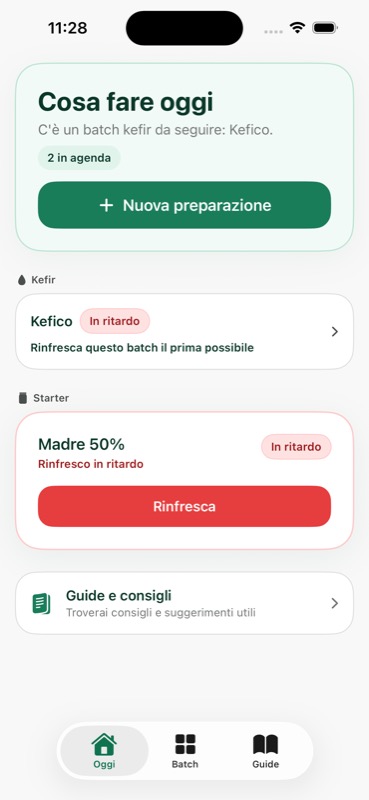 11:28
Cosa fare oggi
C'è un batch kefir da seguire: Kefico.
2 in agenda
+ Nuova preparazione
Kefir
Kefico In ritardo
Rinfresca questo batch il prima possibile
Starter
Madre 50% In ritardo
Rinfresco in ritardo
Rinfresca
Guide e consigli
Troverai consigli e suggerimenti utili
Oggi Batch Guide